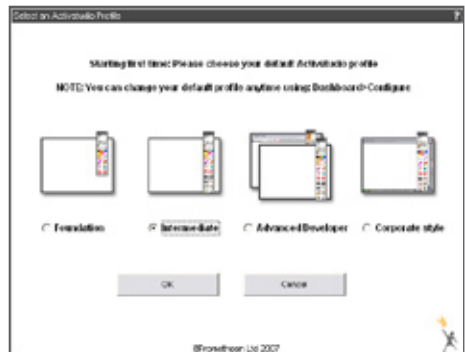 Select an Activstudio Profile ?
Starting first time: Please choose your default Activstudio profile
NOTE: You can change your default profile anytime using: Dashboard>Configure
Foundation Intermediate Advanced Developer Corporate style
OK Cancel
©Promethean Ltd 2007